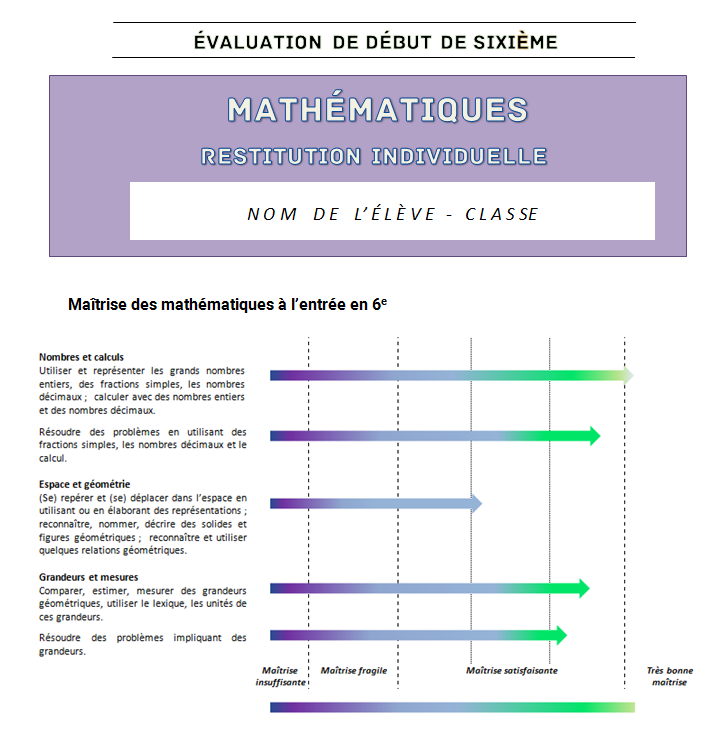 ÉVALUATION DE DÉBUT DE SIXIÈME
MATHÉMATIQUES
RESTITUTION INDIVIDUELLE
NOM DE L'ÉLÈVE - CLASSE
Maîtrise des mathématiques à l'entrée en 6e
Nombres et calculs
Utiliser et représenter les grands nombres
entiers, des fractions simples, les nombres
décimaux ; calculer avec des nombres entiers
et des nombres décimaux.
Résoudre des problèmes en utilisant des
fractions simples, les nombres décimaux et le
calcul.
Espace et géométrie
(Se) repérer et (se) déplacer dans l'espace en
utilisant ou en élaborant des représentations ;
reconnaître, nommer, décrire des solides et
figures géométriques ; reconnaître et utiliser
quelques relations géométriques.
Grandeurs et mesures
Comparer, estimer, mesurer des grandeurs
géométriques, utiliser le lexique, les unités de
ces grandeurs.
Résoudre des problèmes impliquant des
grandeurs.
Maîtrise insuffisante
Maîtrise fragile
Maîtrise satisfaisante
Très bonne maîtrise